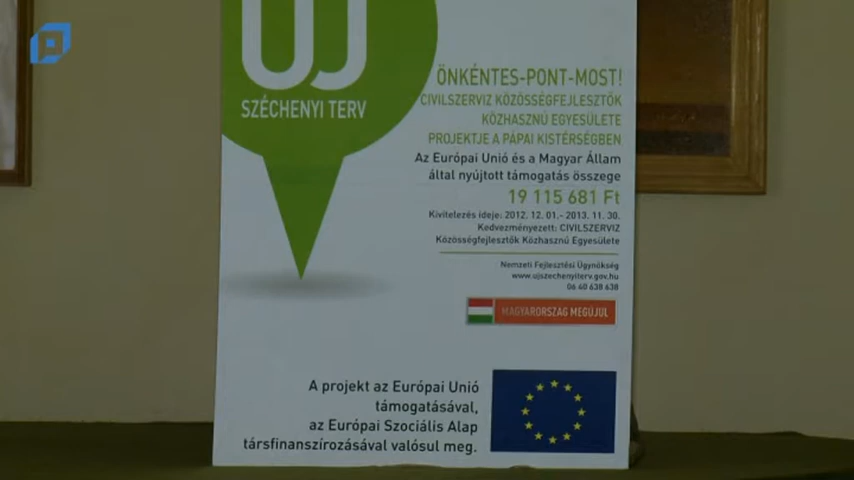 ÚJ
SZÉCHENYI TERV
ÖNKÉNTES-PONT-MOST!
CIVILSZERVIZ KÖZÖSSÉGFEJLESZTŐK
KÖZHASZNÚ EGYESÜLETE
PROJEKTJE A PÁPAI KISTÉRSÉGBEN
Az Európai Unió és a Magyar Állam
által nyújtott támogatás összege
19 115 681 Ft
Kivitelezés ideje: 2012. 12. 01.- 2013. 11. 30.
Kedvezményezett: CIVILSZERVIZ
Közösségfejlesztők Közhasznú Egyesülete
Nemzeti Fejlesztési Ügynökség
www.ujszechenyiterv.gov.hu
06 40 638 638
MAGYARORSZÁG MEGÚJUL
A projekt az Európai Unió
támogatásával,
az Európai Szociális Alap
társfinanszírozásával valósul meg.